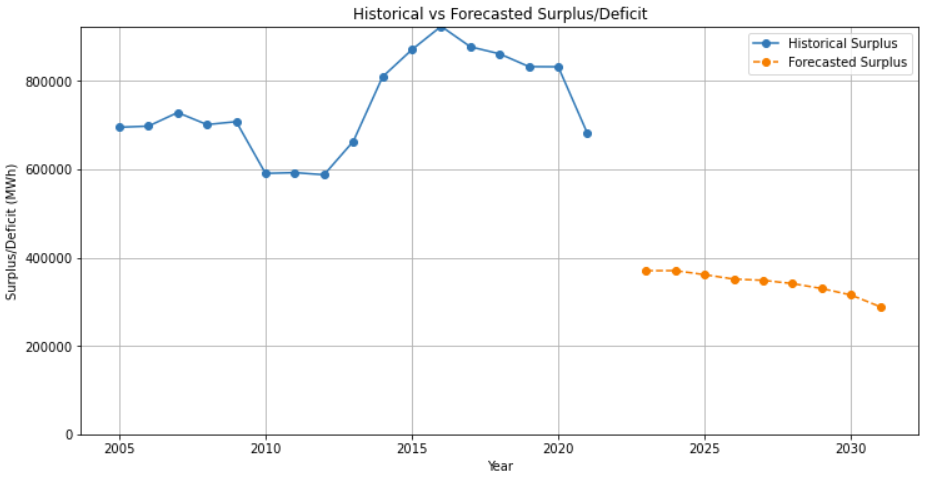 Historical vs Forecasted Surplus/Deficit
Historical Surplus
Forecasted Surplus
Surplus/Deficit (MWh)
800000
600000
400000
200000
0
2005 2010 2015 2020 2025 2030
Year